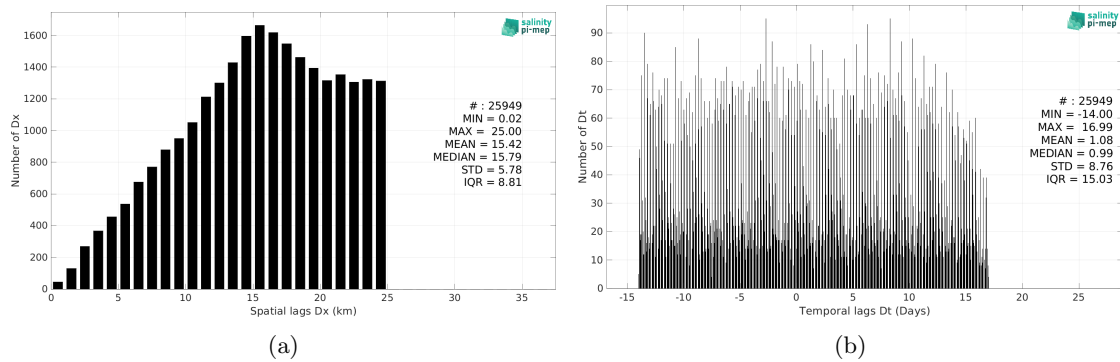 salinity
pi-mep
1600
1400
1200
1000
800
600
400
200
0
Number of Dx
# : 25949
MIN = 0.02
MAX = 25.00
MEAN = 15.42
MEDIAN = 15.79
STD = 5.78
IQR = 8.81
0 5 10 15 20 25 30 35
Spatial lags Dx (km)
(a)
salinity
pi-mep
90
80
70
60
50
40
30
20
10
0
Number of Dt
# : 25949
MIN = -14.00
MAX = 16.99
MEAN = 1.08
MEDIAN = 0.99
STD = 8.76
IQR = 15.03
-15 -10 -5 0 5 10 15 20 25
Temporal lags Dt (Days)
(b)